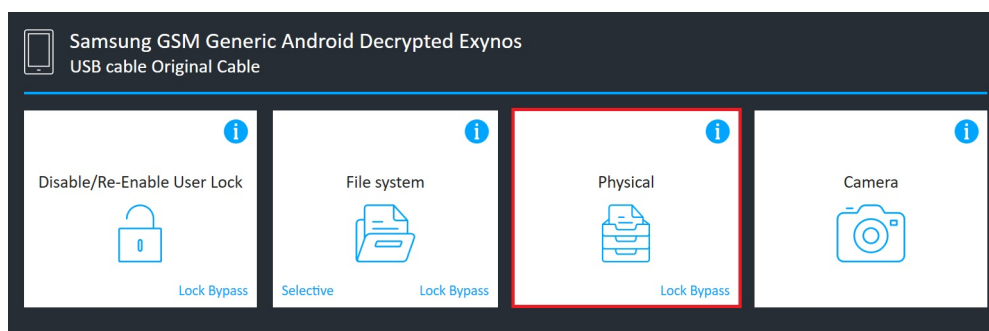 Samsung GSM Generic Android Decrypted Exynos
USB cable Original Cable
Disable/Re-Enable User Lock
Lock Bypass
File system
Selective
Lock Bypass
Physical
Lock Bypass
Camera